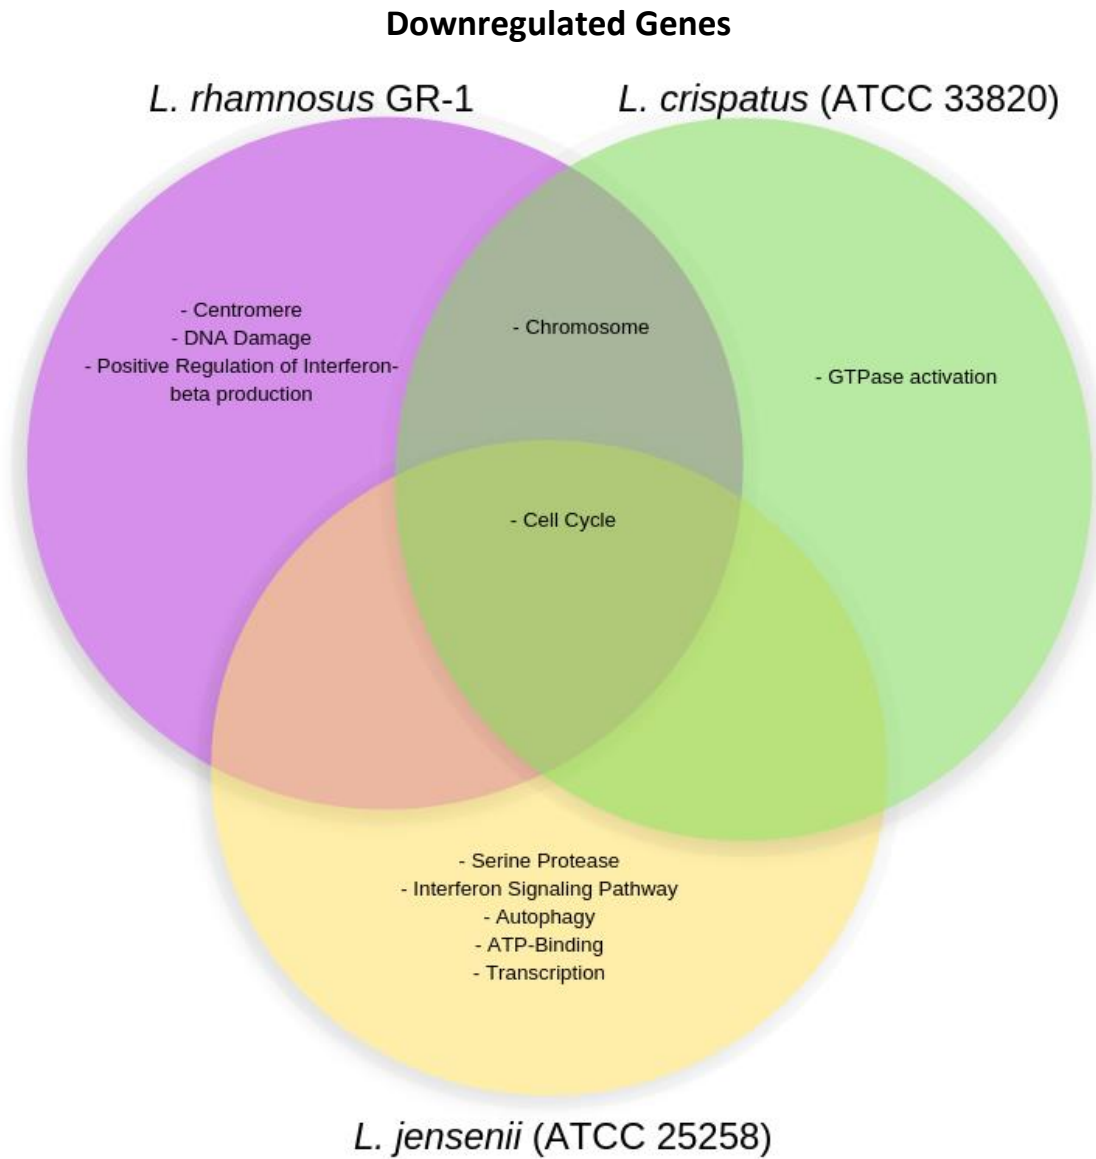 Downregulated Genes
L. rhamnosus GR-1
L. crispatus (ATCC 33820)
- Centromere
- DNA Damage
- Positive Regulation of Interferon-
beta production
- Chromosome
- GTPase activation
- Cell Cycle
- Serine Protease
- Interferon Signaling Pathway
- Autophagy
- ATP-Binding
- Transcription
L. jensenii (ATCC 25258)